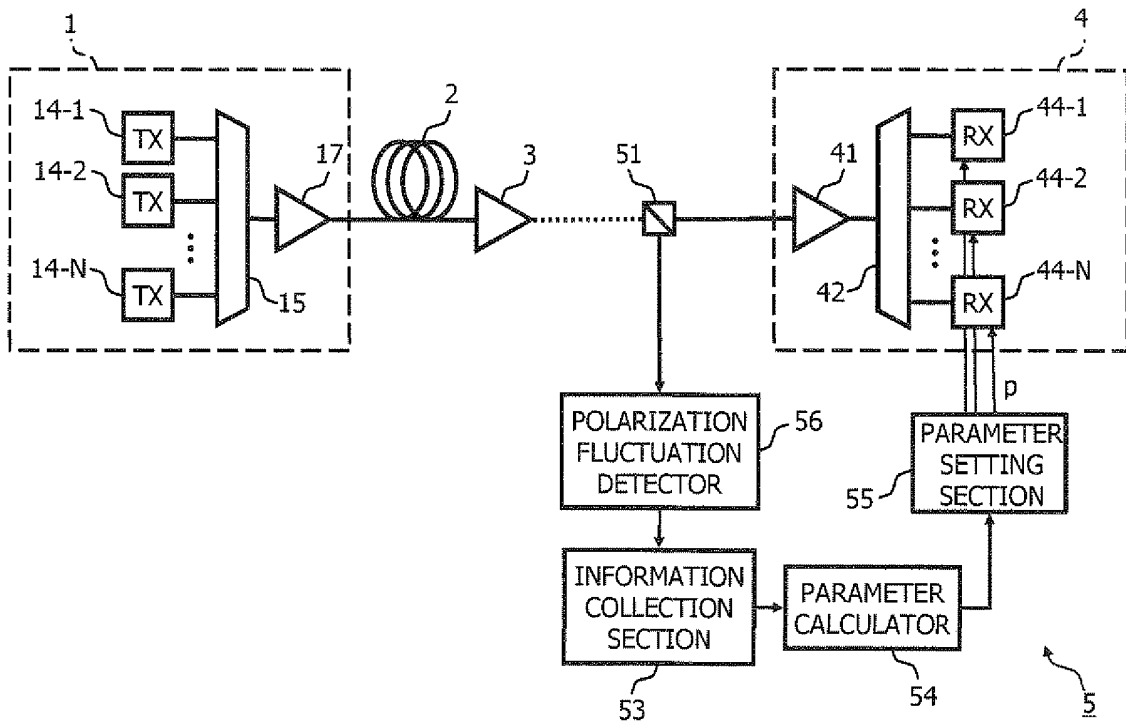 1
4
14-1
TX
14-2
TX
14-N
TX
15
17
2
3
51
41
42
RX
44-1
RX
44-2
RX
44-N
p
POLARIZATION
FLUCTUATION
DETECTOR
56
PARAMETER
SETTING
SECTION
55
INFORMATION
COLLECTION
SECTION
53
PARAMETER
CALCULATOR
54
5